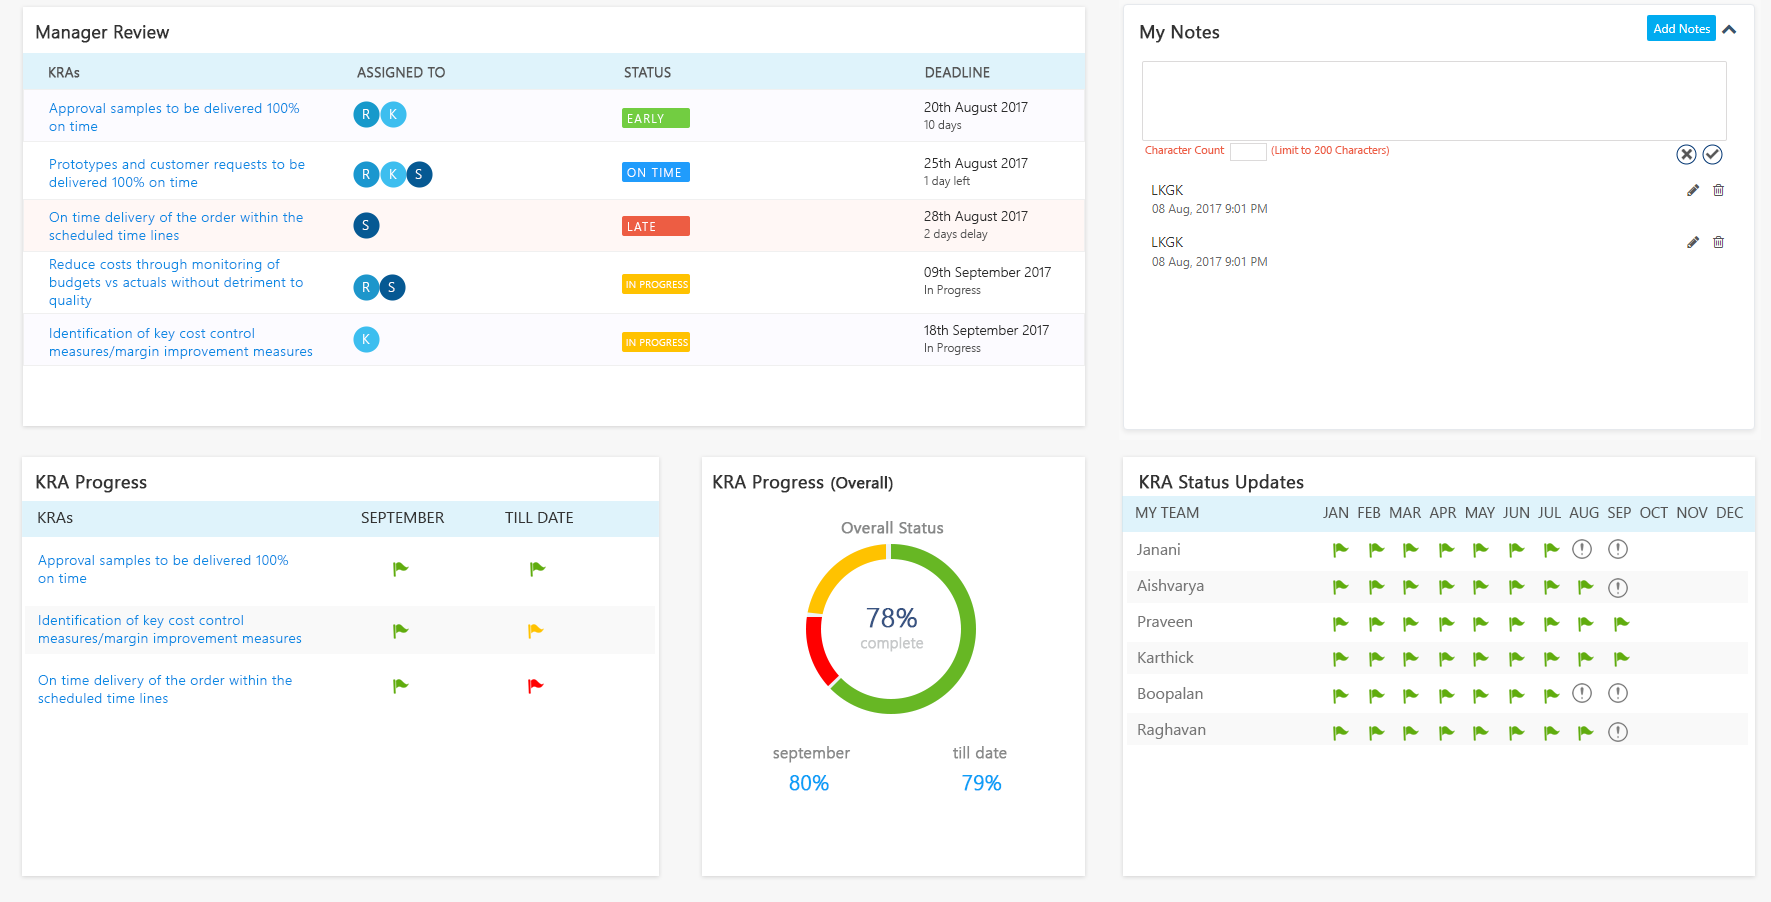 Manager Review
KRAs ASSIGNED TO STATUS DEADLINE
Approval samples to be delivered 100%
on time
R K
EARLY
20th August 2017
10 days
Prototypes and customer requests to be
delivered 100% on time
R K S
ON TIME
25th August 2017
1 day left
On time delivery of the order within the
scheduled time lines
S
LATE
28th August 2017
2 days delay
Reduce costs through monitoring of
budgets vs actuals without detriment to
quality
R S
IN PROGRESS
09th September 2017
In Progress
Identification of key cost control
measures/margin improvement measures
K
IN PROGRESS
18th September 2017
In Progress
My Notes
Add Notes
Character Count (Limit to 200 Characters)
LKGK
08 Aug, 2017 9:01 PM
LKGK
08 Aug, 2017 9:01 PM
KRA Progress
KRAs SEPTEMBER TILL DATE
Approval samples to be delivered 100%
on time
Identification of key cost control
measures/margin improvement measures
On time delivery of the order within the
scheduled time lines
KRA Progress (Overall)
Overall Status
78%
complete
september till date
80% 79%
KRA Status Updates
MY TEAM JAN FEB MAR APR MAY JUN JUL AUG SEP OCT NOV DEC
Janani
Aishvarya
Praveen
Karthick
Boopalan
Raghavan